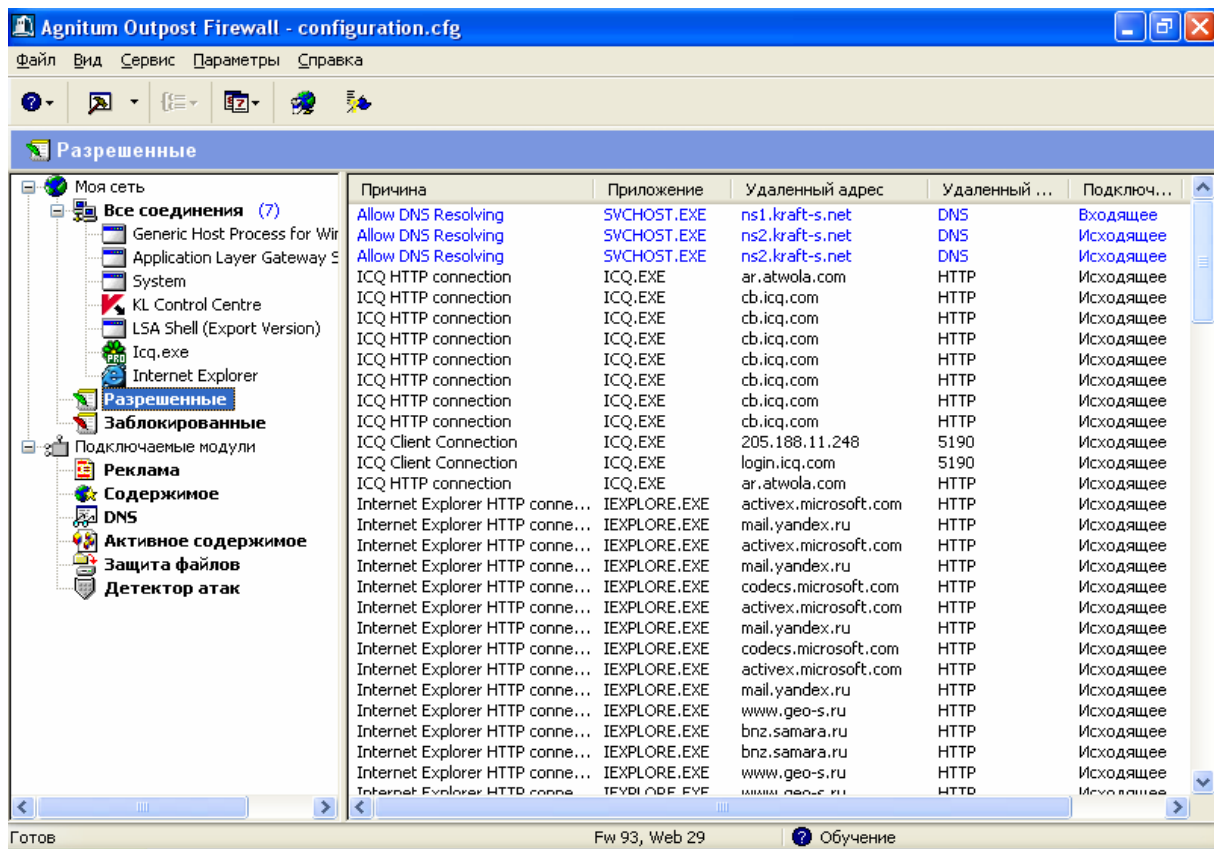 Agnitum Outpost Firewall - configuration.cfg
Файл Вид Сервис Параметры Справка
Разрешенные
Моя сеть
Все соединения (7)
Generic Host Process for Wir
Application Layer Gateway S
System
KL Control Centre
LSA Shell (Export Version)
Icq.exe
Internet Explorer
Разрешенные
Заблокированные
Подключаемые модули
Реклама
Содержимое
DNS
Активное содержимое
Защита файлов
Детектор атак
Причина Приложение Удаленный адрес Удаленный ... Подключ...
Allow DNS Resolving SVCHOST.EXE ns1.kraft-s.net DNS Входящее
Allow DNS Resolving SVCHOST.EXE ns2.kraft-s.net DNS Исходящее
Allow DNS Resolving SVCHOST.EXE ns2.kraft-s.net DNS Исходящее
ICQ HTTP connection ICQ.EXE ar.atwola.com HTTP Исходящее
ICQ HTTP connection ICQ.EXE cb.icq.com HTTP Исходящее
ICQ HTTP connection ICQ.EXE cb.icq.com HTTP Исходящее
ICQ HTTP connection ICQ.EXE cb.icq.com HTTP Исходящее
ICQ HTTP connection ICQ.EXE cb.icq.com HTTP Исходящее
ICQ HTTP connection ICQ.EXE cb.icq.com HTTP Исходящее
ICQ HTTP connection ICQ.EXE cb.icq.com HTTP Исходящее
ICQ HTTP connection ICQ.EXE cb.icq.com HTTP Исходящее
ICQ Client Connection ICQ.EXE 205.188.11.248 5190 Исходящее
ICQ Client Connection ICQ.EXE login.icq.com 5190 Исходящее
ICQ HTTP connection ICQ.EXE ar.atwola.com HTTP Исходящее
Internet Explorer HTTP conne... IEXPLORE.EXE activex.microsoft.com HTTP Исходящее
Internet Explorer HTTP conne... IEXPLORE.EXE mail.yandex.ru HTTP Исходящее
Internet Explorer HTTP conne... IEXPLORE.EXE activex.microsoft.com HTTP Исходящее
Internet Explorer HTTP conne... IEXPLORE.EXE mail.yandex.ru HTTP Исходящее
Internet Explorer HTTP conne... IEXPLORE.EXE codecs.microsoft.com HTTP Исходящее
Internet Explorer HTTP conne... IEXPLORE.EXE activex.microsoft.com HTTP Исходящее
Internet Explorer HTTP conne... IEXPLORE.EXE mail.yandex.ru HTTP Исходящее
Internet Explorer HTTP conne... IEXPLORE.EXE codecs.microsoft.com HTTP Исходящее
Internet Explorer HTTP conne... IEXPLORE.EXE activex.microsoft.com HTTP Исходящее
Internet Explorer HTTP conne... IEXPLORE.EXE mail.yandex.ru HTTP Исходящее
Internet Explorer HTTP conne... IEXPLORE.EXE www.geo-s.ru HTTP Исходящее
Internet Explorer HTTP conne... IEXPLORE.EXE bnz.samara.ru HTTP Исходящее
Internet Explorer HTTP conne... IEXPLORE.EXE bnz.samara.ru HTTP Исходящее
Internet Explorer HTTP conne... IEXPLORE.EXE www.geo-s.ru HTTP Исходящее
Internet Explorer HTTP conne... IEXPLORE.EXE www.geo-s.ru HTTP Исходящее
Готов Fw 93, Web 29 Обучение